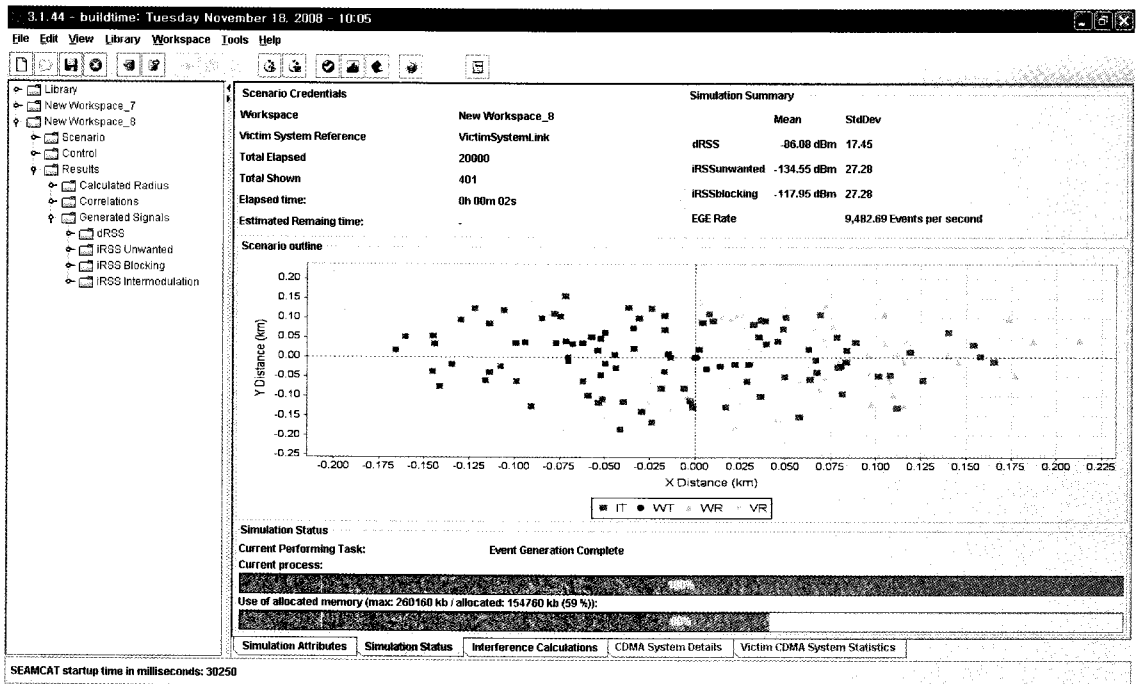 3.1.44 - buildtime: Tuesday November 18, 2008 - 10:05
File Edit View Library Workspace Tools Help
Library
New Workspace_7
New Workspace_8
Scenario
Control
Results
Calculated Radius
Correlations
Generated Signals
dRSS
iRSS Unwanted
iRSS Blocking
iRSS Intermodulation
Scenario Credentials
Workspace New Workspace_8
Victim System Reference VictimSystemLink
Total Elapsed 20000
Total Shown 401
Elapsed time: 0h 00m 02s
Estimated Remaing time: -
Simulation Summary
Mean StdDev
dRSS -86.08 dBm 17.45
iRSSunwanted -134.55 dBm 27.28
iRSSblocking -117.95 dBm 27.28
EGE Rate 9,482.69 Events per second
Scenario outline
Y Distance (km)
0.20
0.15
0.10
0.05
0.00
-0.05
-0.10
-0.15
-0.20
-0.25
-0.200 -0.175 -0.150 -0.125 -0.100 -0.075 -0.050 -0.025 0.000 0.025 0.050 0.075 0.100 0.125 0.150 0.175 0.200 0.225
X Distance (km)
IT WT WR VR
Simulation Status
Current Performing Task: Event Generation Complete
Current process:
100%
Use of allocated memory (max: 260160 kb / allocated: 154760 kb (59 %)):
60%
Simulation Attributes Simulation Status Interference Calculations CDMA System Details Victim CDMA System Statistics
SEAMCAT startup time in milliseconds: 30250